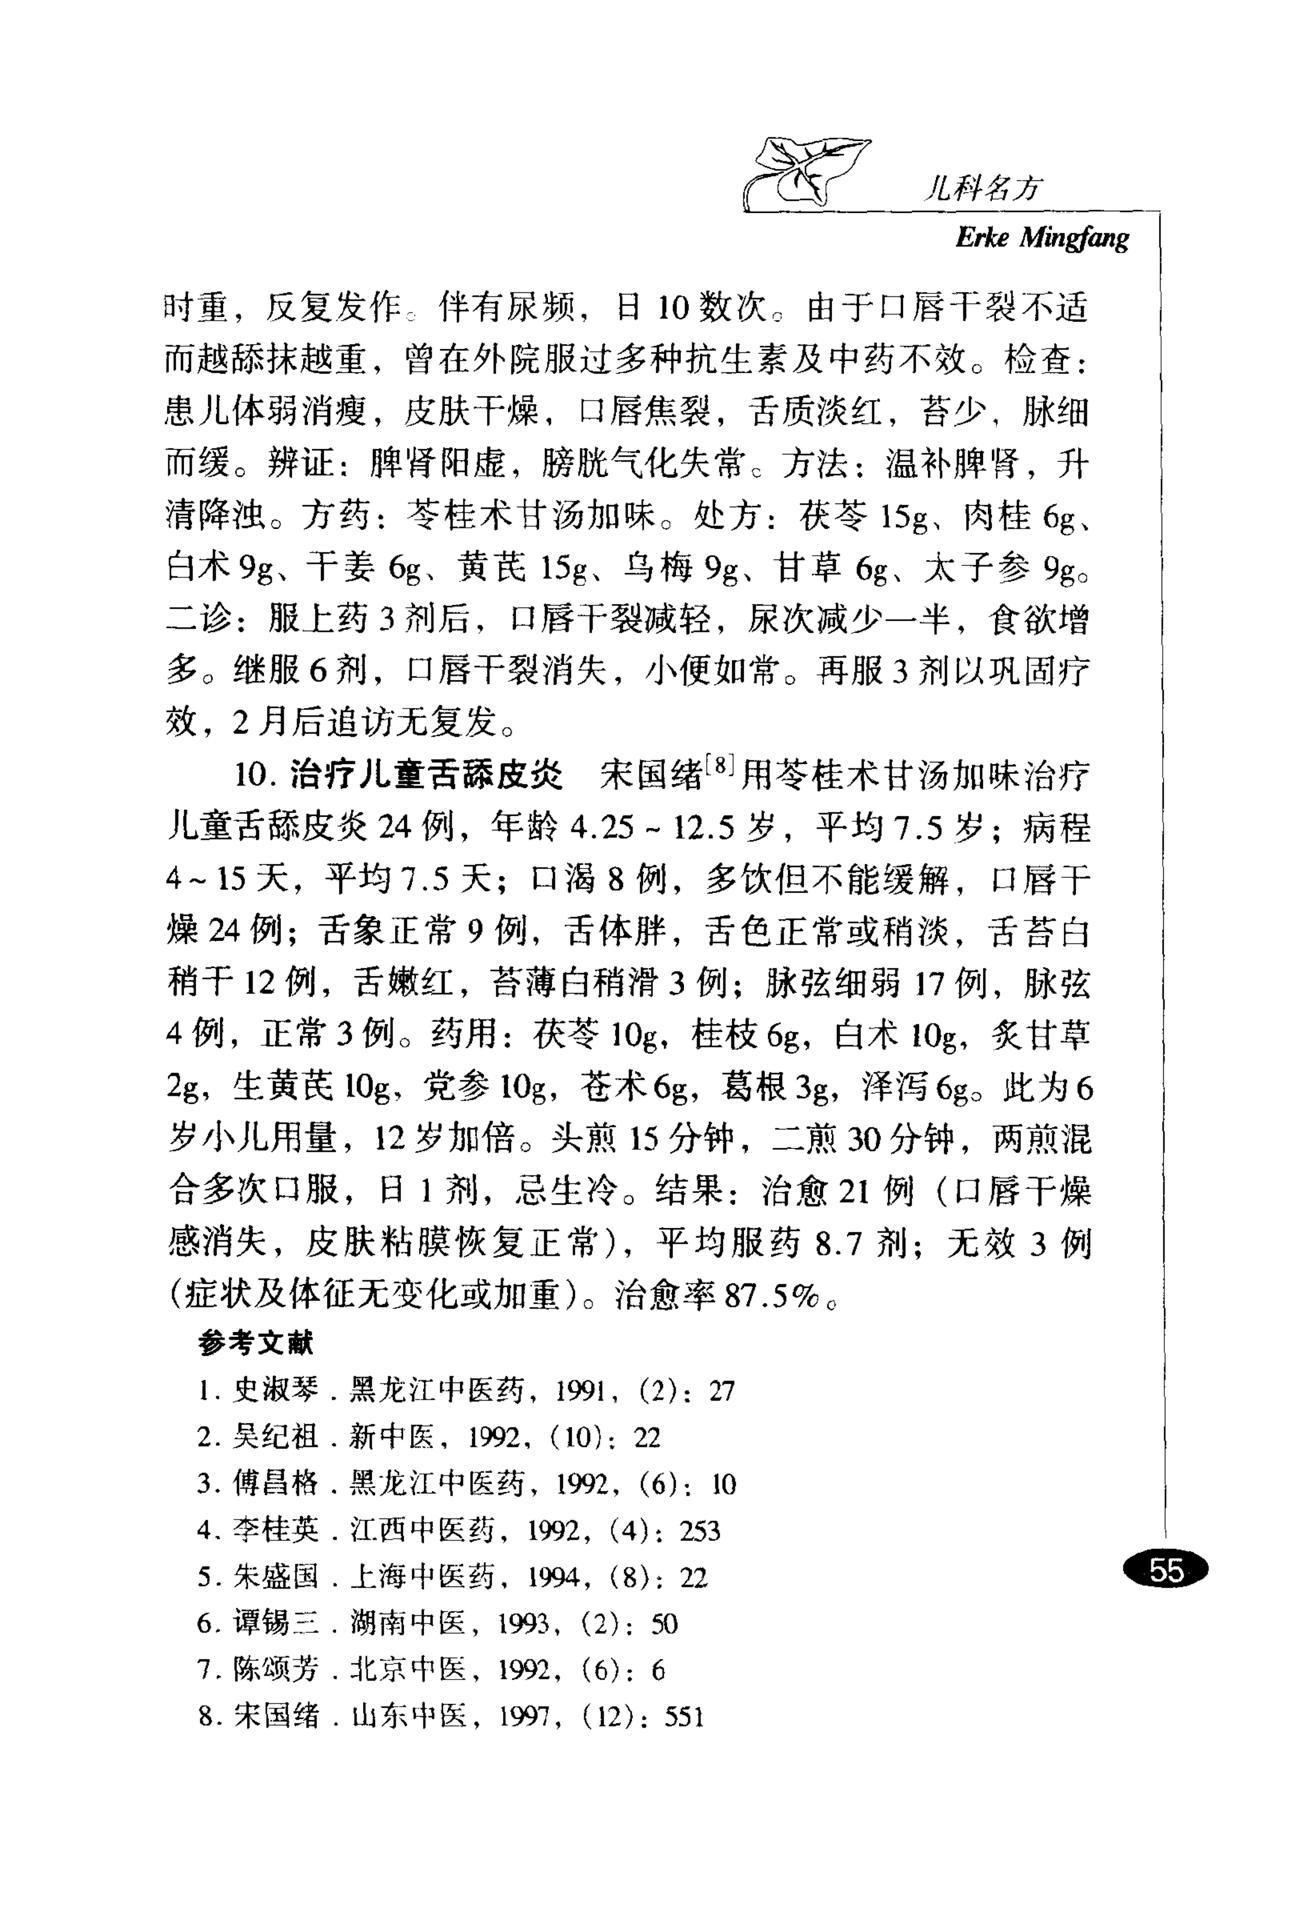 儿科名方
Erke Mingfang
时重，反复发作。伴有尿频，日 10 数次。由于口唇干裂不适
而越舔抹越重，曾在外院服过多种抗生素及中药不效。检查：
患儿体弱消瘦，皮肤干燥，口唇焦裂，舌质淡红，苔少，脉细
而缓。辨证：脾肾阳虚，膀胱气化失常。方法：温补脾肾，升
清降浊。方药：苓桂术甘汤加味。处方：茯苓 15g、肉桂 6g、
白术 9g、干姜 6g、黄芪 15g、乌梅 9g、甘草 6g、太子参 9g。
二诊：服上药 3 剂后，口唇干裂减轻，尿次减少一半，食欲增
多。继服 6 剂，口唇干裂消失，小便如常。再服 3 剂以巩固疗
效，2 月后追访无复发。
10. 治疗儿童舌舔皮炎 宋国绪[8]用苓桂术甘汤加味治疗
儿童舌舔皮炎 24 例，年龄 4.25～12.5 岁，平均 7.5 岁；病程
4～15 天，平均 7.5 天；口渴 8 例，多饮但不能缓解，口唇干
燥 24 例；舌象正常 9 例，舌体胖，舌色正常或稍淡，舌苔白
稍干 12 例，舌嫩红，苔薄白稍滑 3 例；脉弦细弱 17 例，脉弦
4 例，正常 3 例。药用：茯苓 10g，桂枝 6g，白术 10g，炙甘草
2g，生黄芪 10g，党参 10g，苍术 6g，葛根 3g，泽泻 6g。此为 6
岁小儿用量，12 岁加倍。头煎 15 分钟，二煎 30 分钟，两煎混
合多次口服，日 1 剂，忌生冷。结果：治愈 21 例（口唇干燥
感消失，皮肤粘膜恢复正常），平均服药 8.7 剂；无效 3 例
（症状及体征无变化或加重）。治愈率 87.5%。
参考文献
1. 史淑琴．黑龙江中医药，1991，(2)：27
2. 吴纪祖．新中医，1992，(10)：22
3. 傅昌格．黑龙江中医药，1992，(6)：10
4. 李桂英．江西中医药，1992，(4)：253
5. 朱盛国．上海中医药，1994，(8)：22
6. 谭锡三．湖南中医，1993，(2)：50
7. 陈颂芳．北京中医，1992，(6)：6
8. 宋国绪．山东中医，1997，(12)：551
55